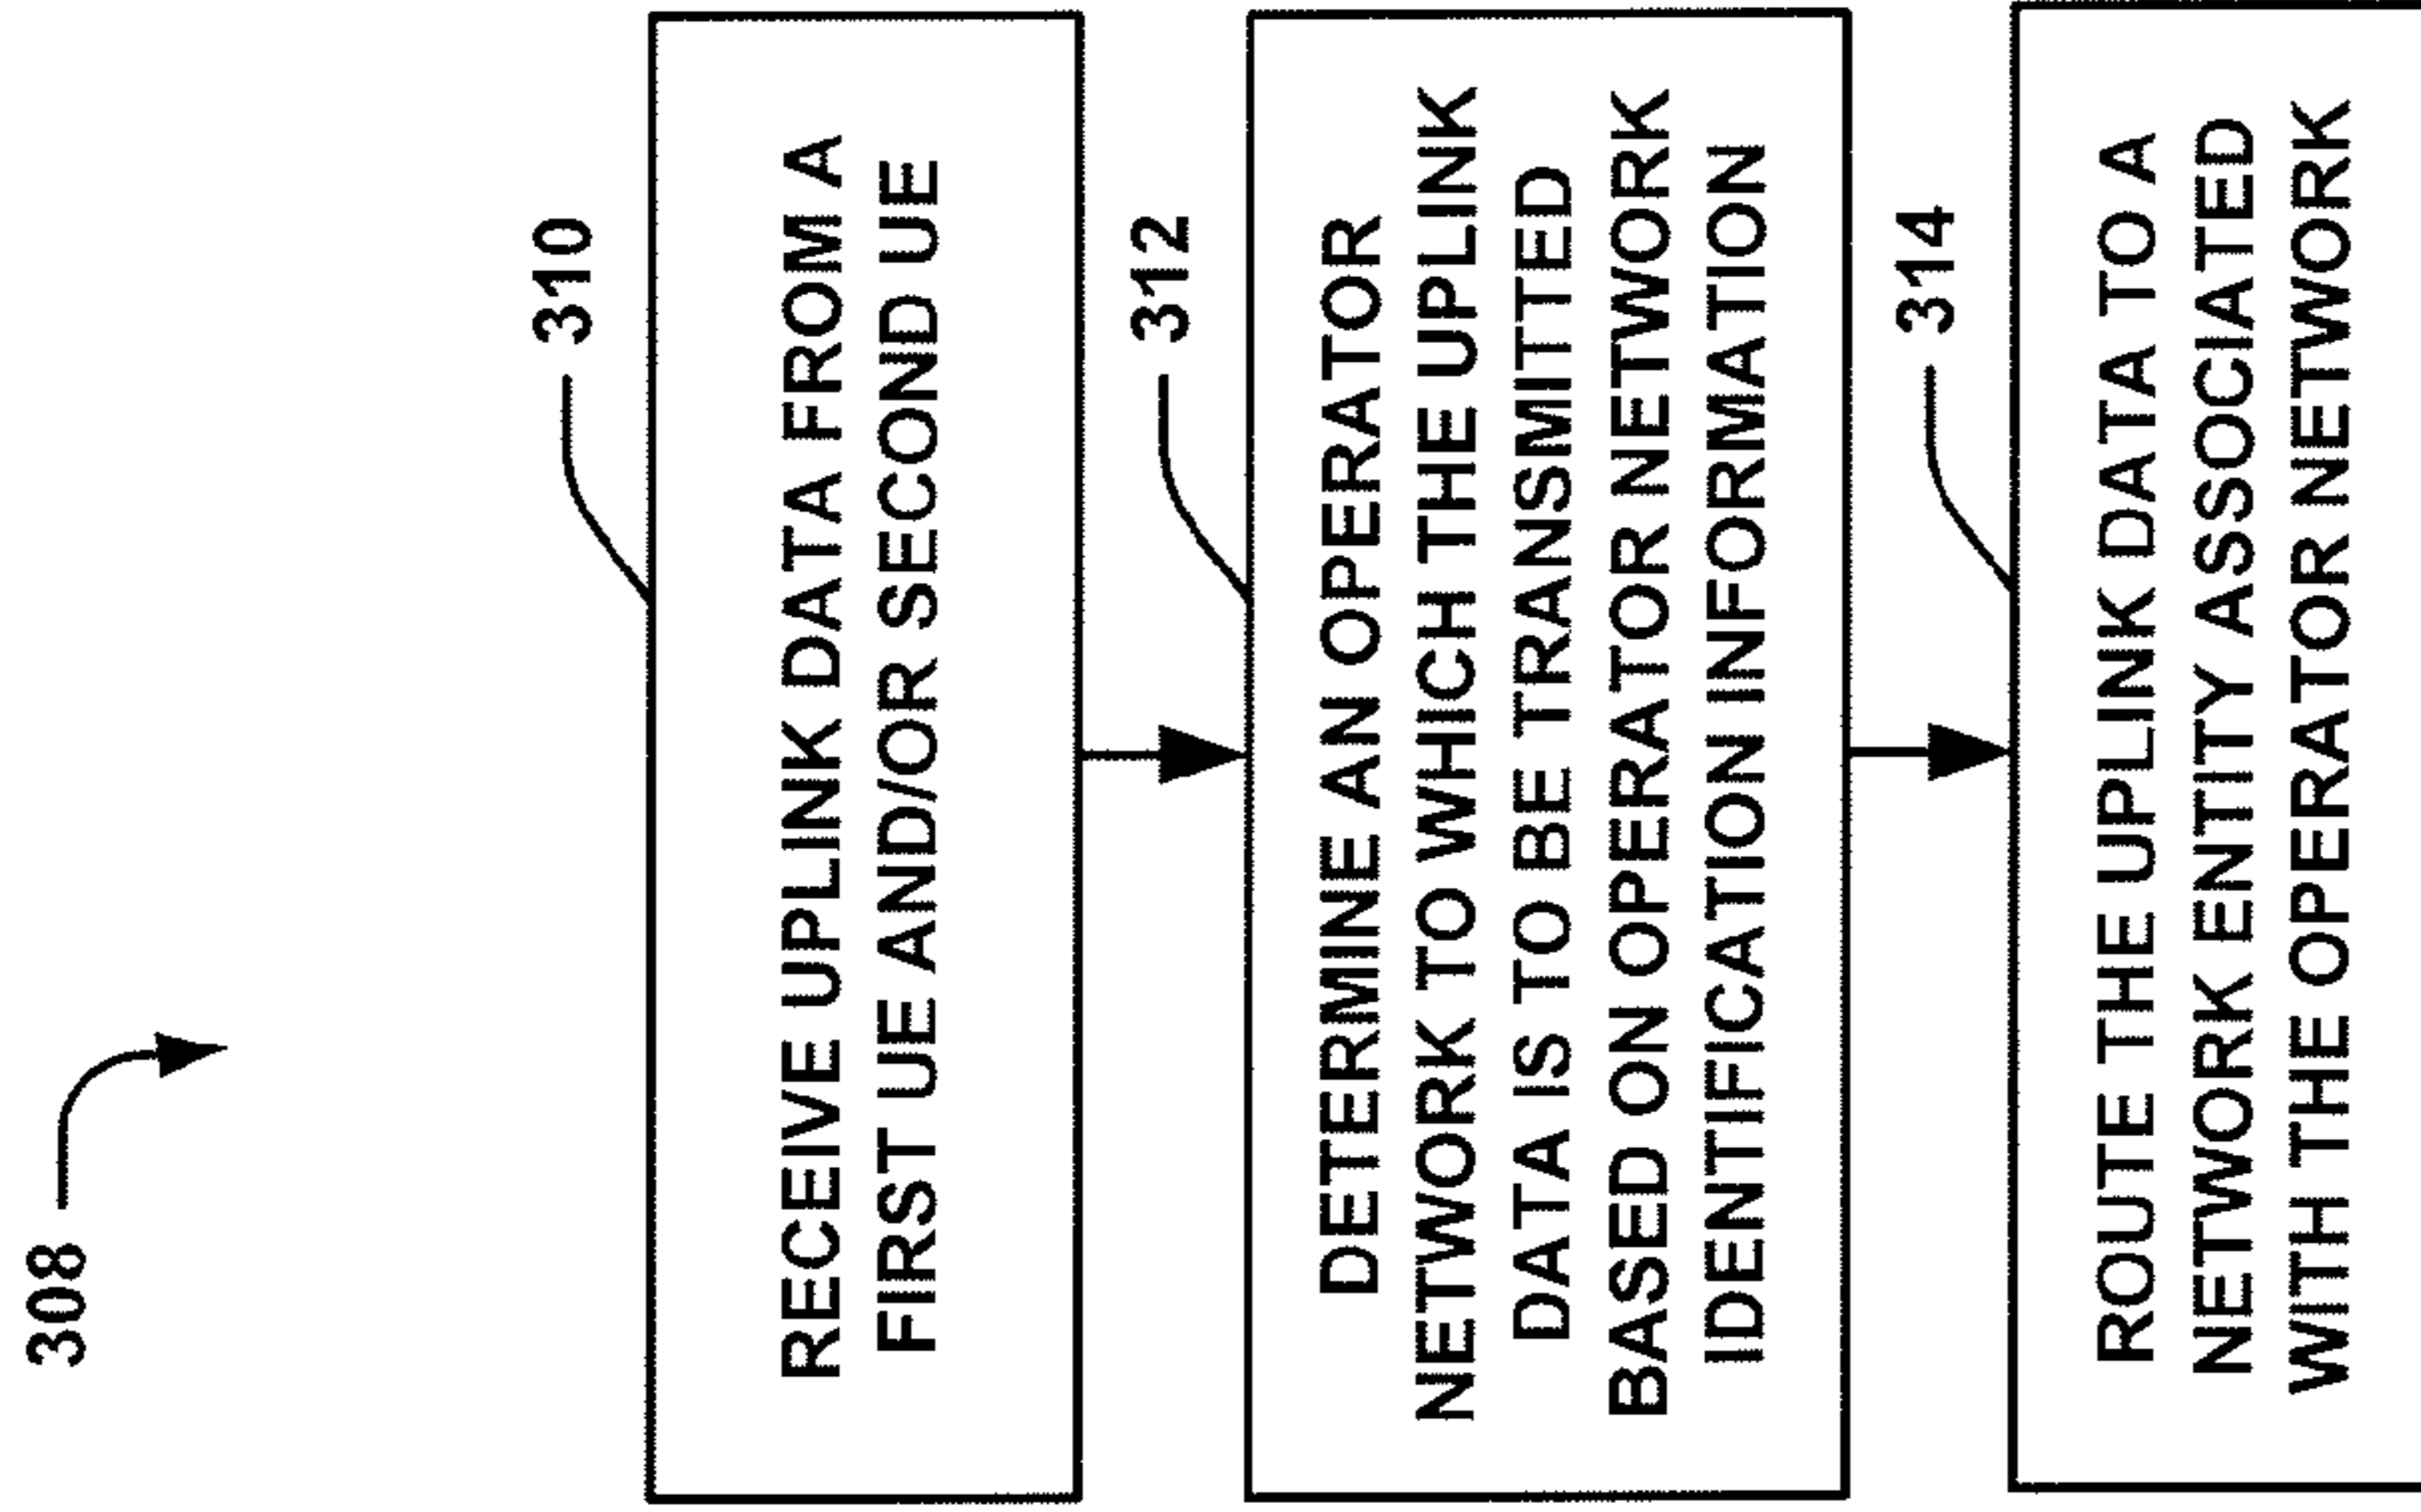 308
310
RECEIVE UPLINK DATA FROM A
FIRST UE AND/OR SECOND UE
312
DETERMINE AN OPERATOR
NETWORK TO WHICH THE UPLINK
DATA IS TO BE TRANSMITTED
BASED ON OPERATOR NETWORK
IDENTIFICATION INFORMATION
314
ROUTE THE UPLINK DATA TO A
NETWORK ENTITY ASSOCIATED
WITH THE OPERATOR NETWORK